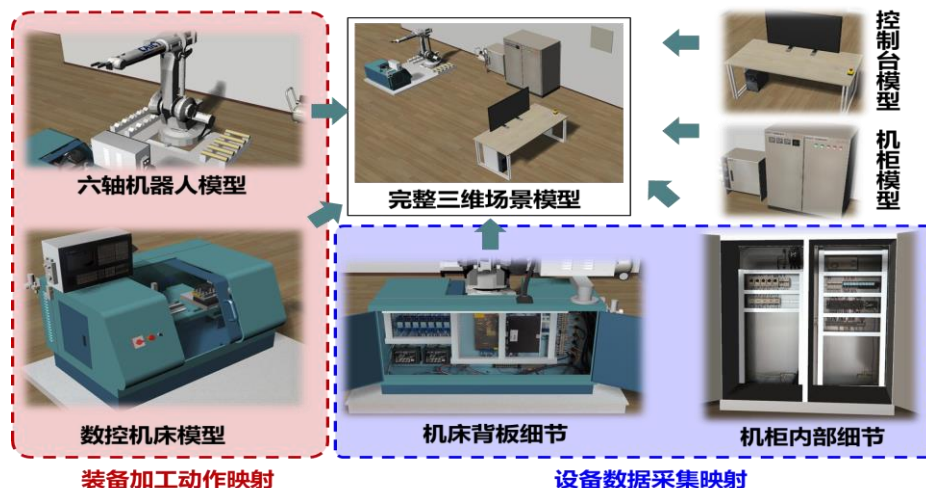 六轴机器人模型
完整三维场景模型
控制台模型
机柜模型
数控机床模型
机床背板细节
机柜内部细节
装备加工动作映射
设备数据采集映射